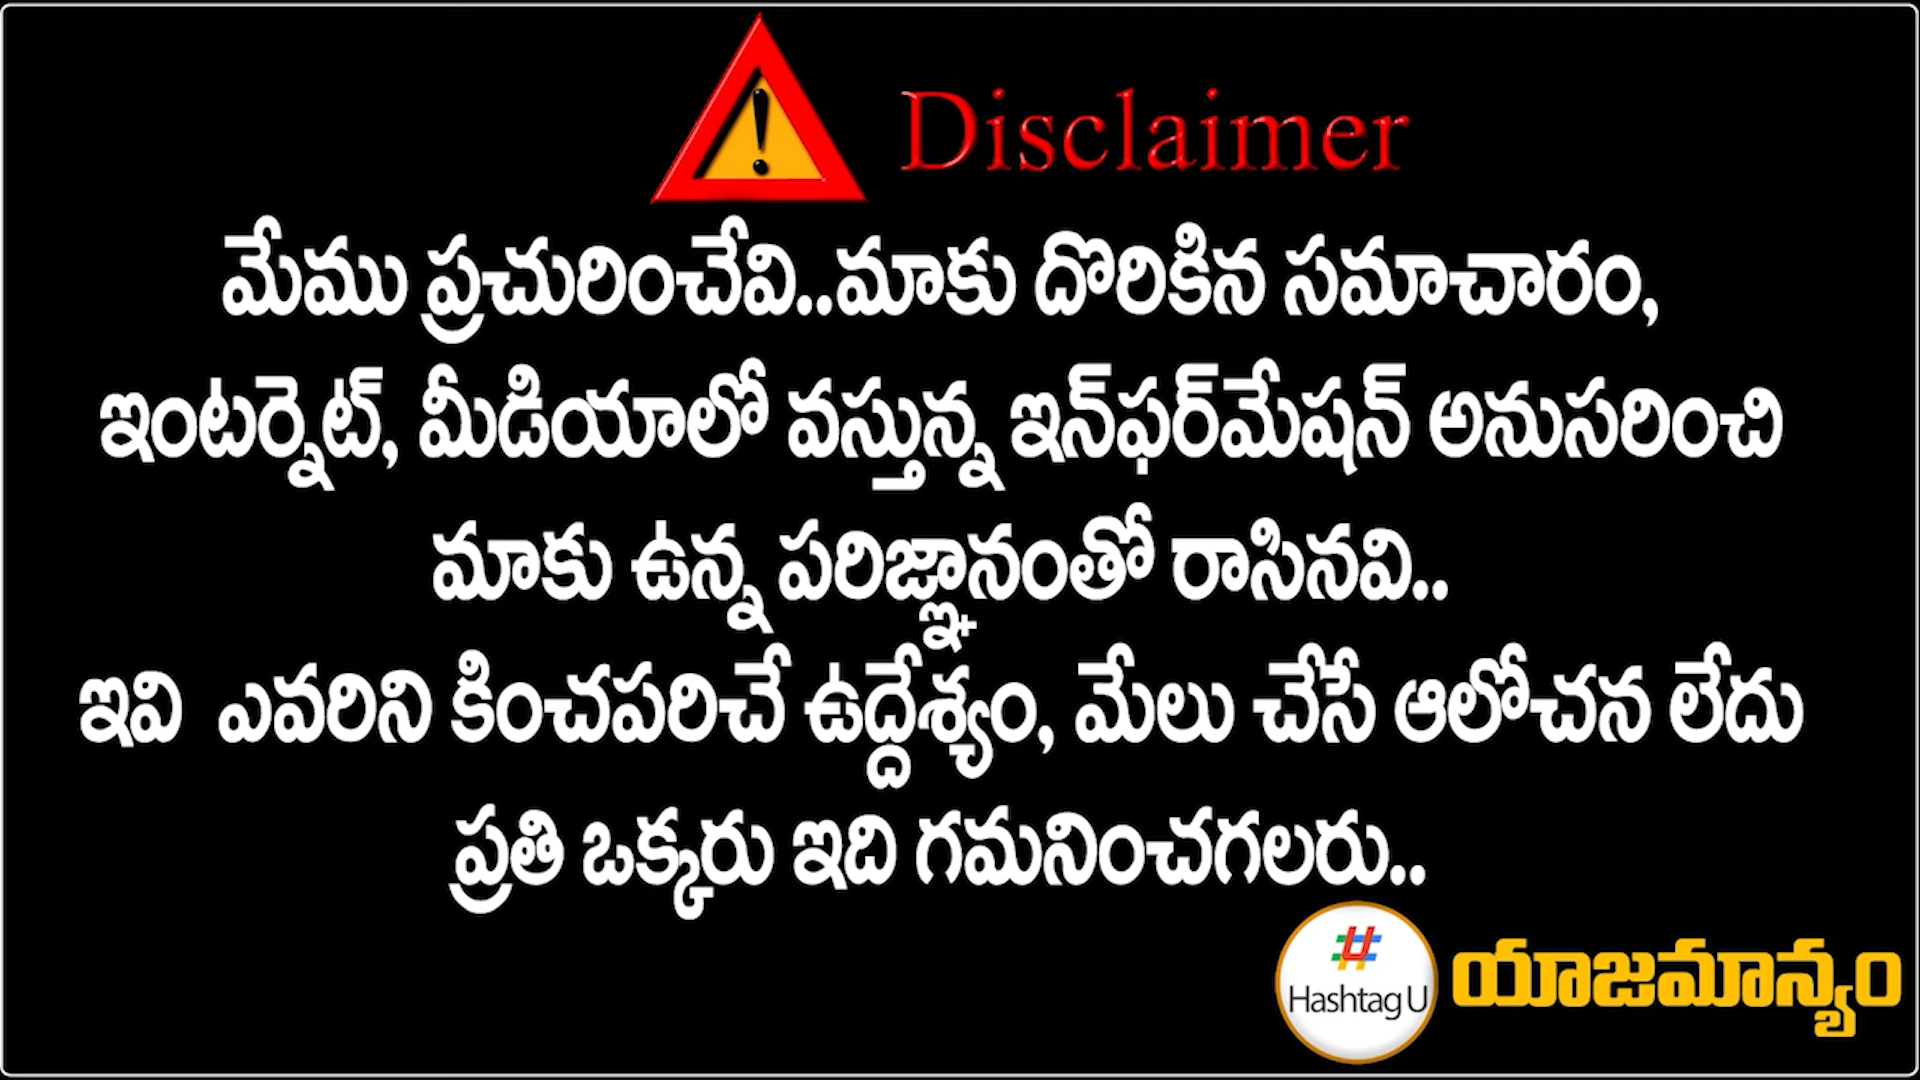 Disclaimer
మేము ప్రచురించేవి..మాకు దొరికిన సమాచారం,
ఇంటర్నెట్, మీడియాలో వస్తున్న ఇన్‌ఫర్‌మేషన్ అనుసరించి
మాకు ఉన్న పరిజ్ఞానంతో రాసినవి..
ఇవి ఎవరిని కించపరిచే ఉద్దేశ్యం, మేలు చేసే ఆలోచన లేదు
ప్రతి ఒక్కరు ఇది గమనించగలరు..
Hashtag U యాజమాన్యం